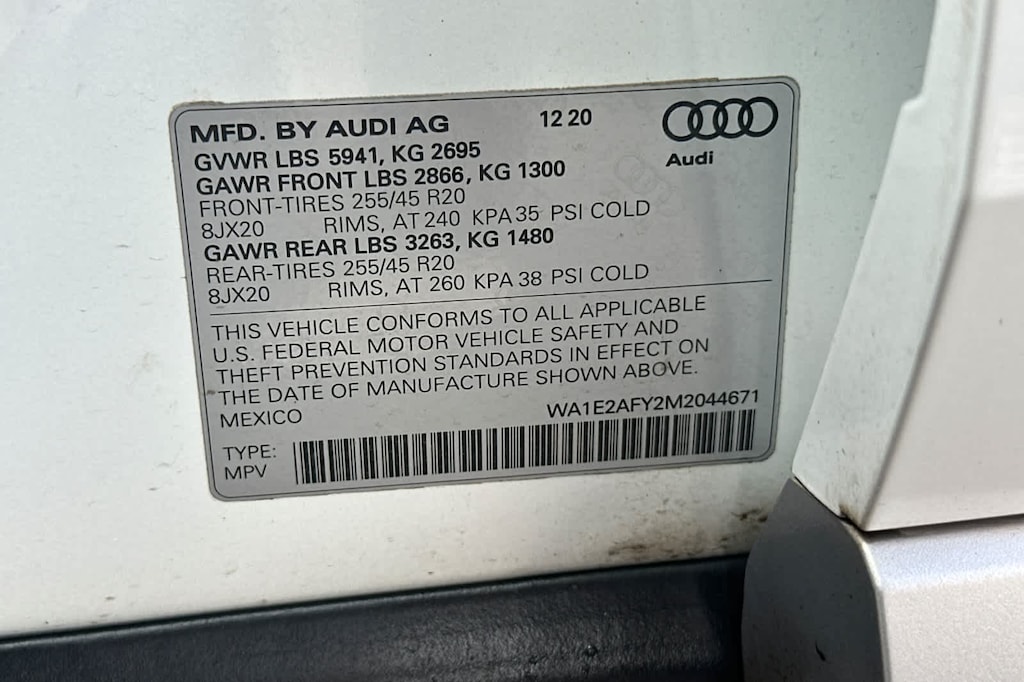 MFD. BY AUDI AG 12 20
Audi
GVWR LBS 5941, KG 2695
GAWR FRONT LBS 2866, KG 1300
FRONT-TIRES 255/45 R20
8JX20 RIMS, AT 240 KPA 35 PSI COLD
GAWR REAR LBS 3263, KG 1480
REAR-TIRES 255/45 R20
8JX20 RIMS, AT 260 KPA 38 PSI COLD
THIS VEHICLE CONFORMS TO ALL APPLICABLE
U.S. FEDERAL MOTOR VEHICLE SAFETY AND
THEFT PREVENTION STANDARDS IN EFFECT ON
THE DATE OF MANUFACTURE SHOWN ABOVE.
MEXICO WA1E2AFY2M2044671
TYPE:
MPV